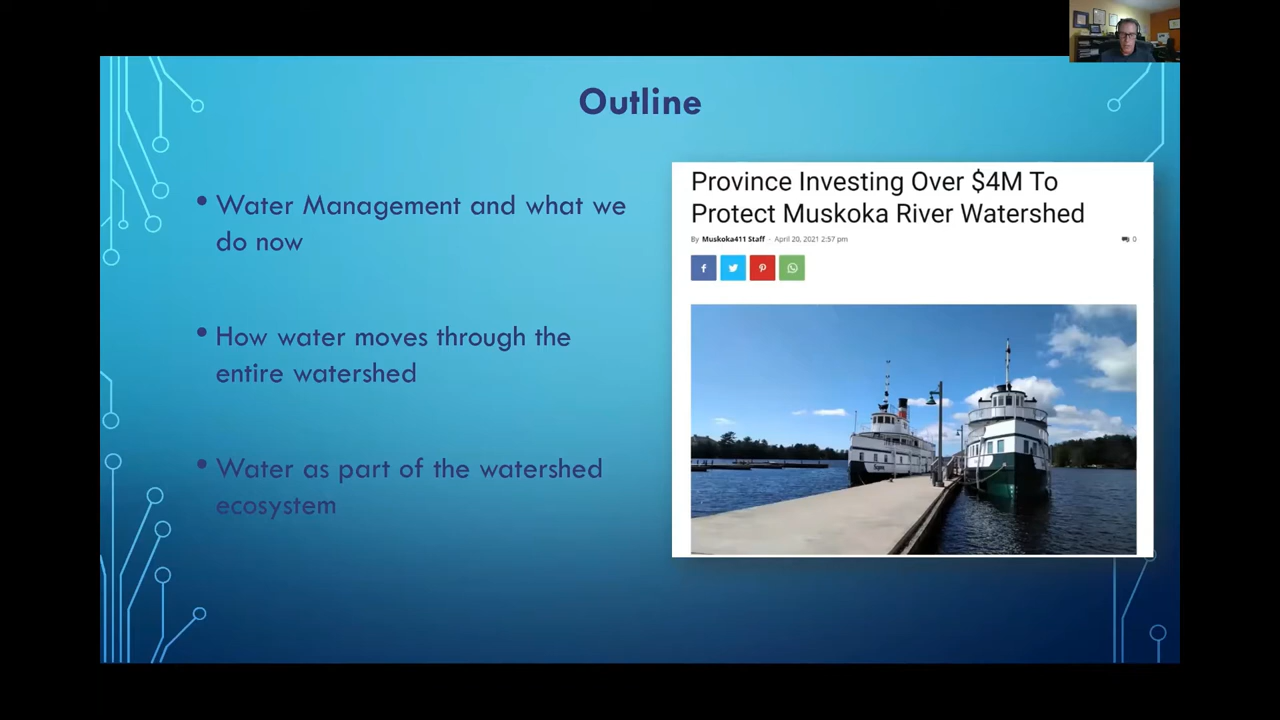 Outline
• Water Management and what we
do now
• How water moves through the
entire watershed
• Water as part of the watershed
ecosystem
Province Investing Over $4M To
Protect Muskoka River Watershed
By Muskoka411 Staff - April 20, 2021 2:57 pm
0